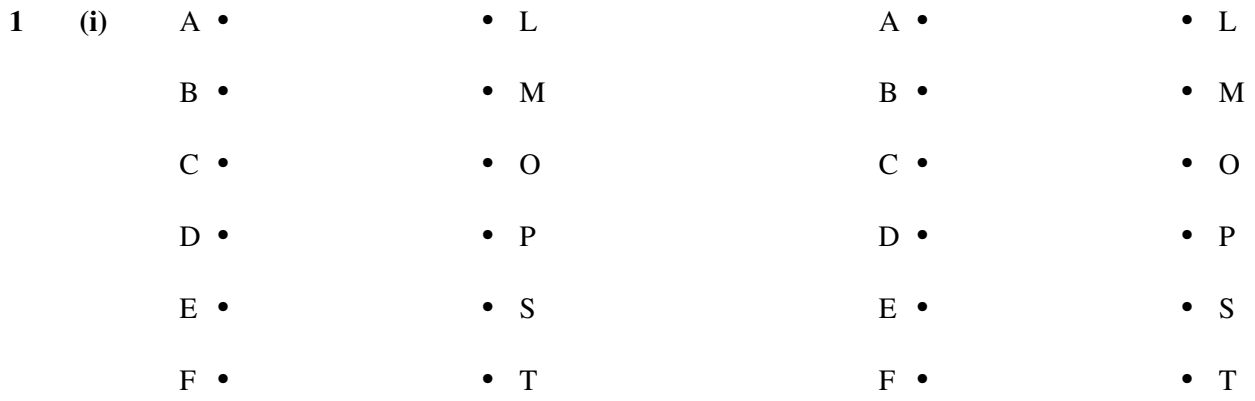 1 (i) A • • L A • • L
B • • M B • • M
C • • O C • • O
D • • P D • • P
E • • S E • • S
F • • T F • • T